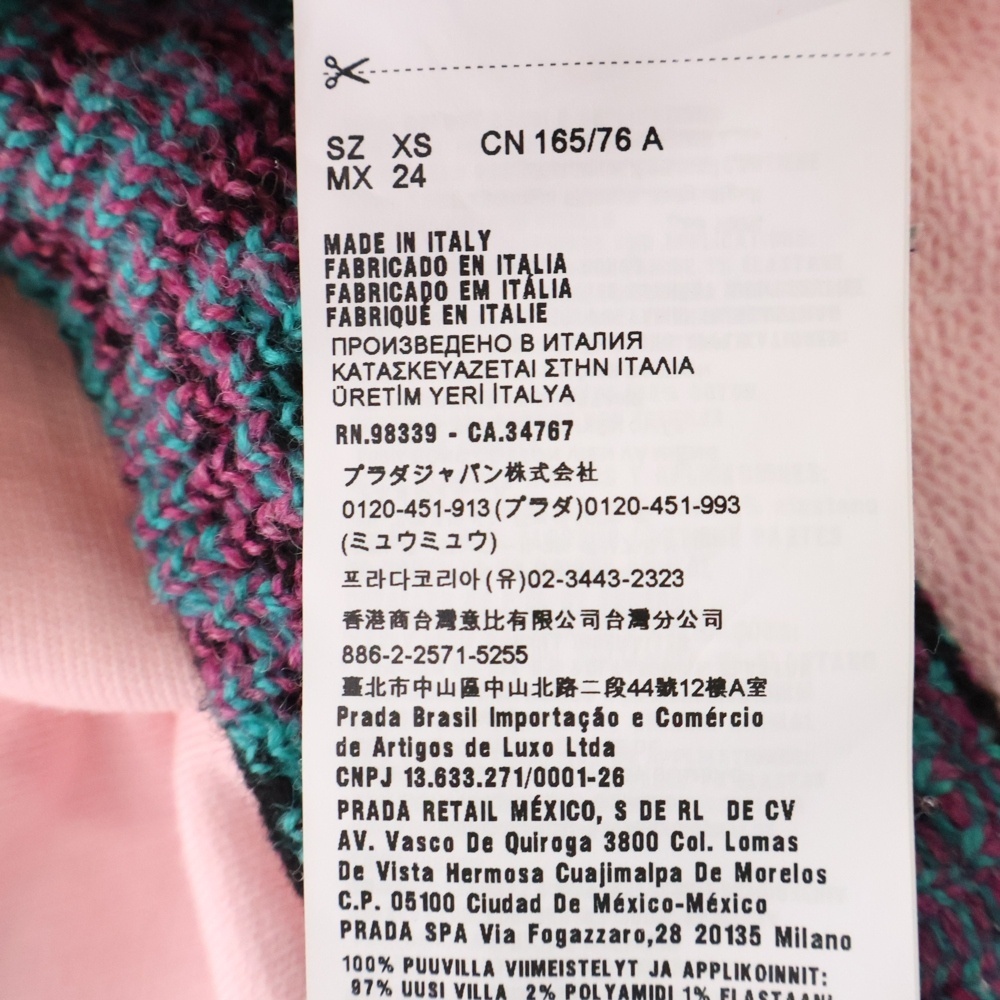 SZ XS CN 165/76 A
MX 24
MADE IN ITALY
FABRICADO EN ITALIA
FABRICADO EM ITÁLIA
FABRIQUÉ EN ITALIE
ПРОИЗВЕДЕНО В ИТАЛИЯ
ΚΑΤΑΣΚΕΥΑΖΕΤΑΙ ΣΤΗΝ ΙΤΑΛΙΑ
ÜRETİM YERİ İTALYA
RN.98339 - CA.34767
プラダジャパン株式会社
0120-451-913(プラダ)0120-451-993
(ミュウミュウ)
프라다코리아(유)02-3443-2323
香港商台灣意比有限公司台灣分公司
886-2-2571-5255
臺北市中山區中山北路二段44號12樓A室
Prada Brasil Importação e Comércio
de Artigos de Luxo Ltda
CNPJ 13.633.271/0001-26
PRADA RETAIL MÉXICO, S DE RL DE CV
AV. Vasco De Quiroga 3800 Col. Lomas
De Vista Hermosa Cuajimalpa De Morelos
C.P. 05100 Ciudad De México-México
PRADA SPA Via Fogazzaro,28 20135 Milano
100% PUUVILLA VIIMEISTELYT JA APPLIKOINNIT:
97% UUSI VILLA 2% POLYAMIDI 1% ELASTAANI